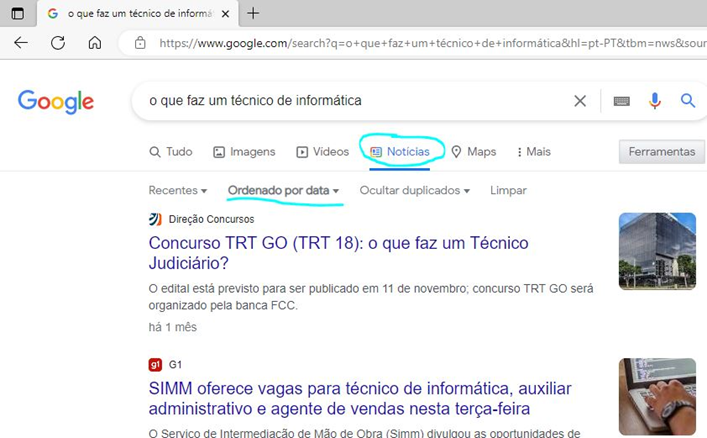 o que faz um técnico de informát
https://www.google.com/search?q=o+que+faz+um+técnico+de+informática&hl=pt-PT&tbm=nws&sour
Google
o que faz um técnico de informática
Tudo Imagens Vídeos Notícias Maps Mais Ferramentas
Recentes Ordenado por data Ocultar duplicados Limpar
Direção Concursos
Concurso TRT GO (TRT 18): o que faz um Técnico
Judiciário?
O edital está previsto para ser publicado em 11 de novembro; concurso TRT GO será
organizado pela banca FCC.
há 1 mês
g1 G1
SIMM oferece vagas para técnico de informática, auxiliar
administrativo e agente de vendas nesta terça-feira
O Serviço de Intermediação de Mão de Obra (Simm) divulgou as oportunidades de